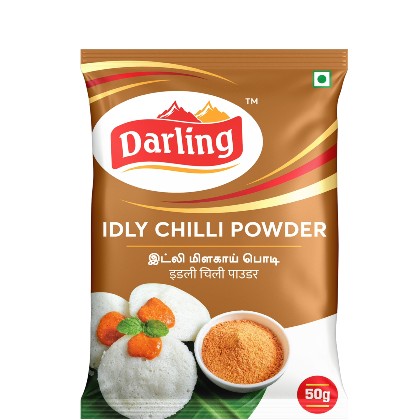 TM
Darling
IDLY CHILLI POWDER
இட்லி மிளகாய் பொடி
इडली चिली पाउडर
50g